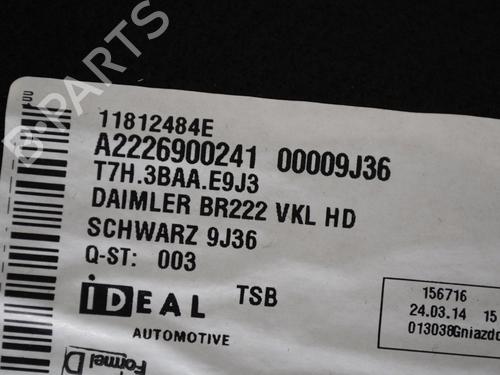 B-PARTS
11812484E
A2226900241 00009J36
T7H.3BAA.E9J3
DAIMLER BR222 VKL HD
SCHWARZ 9J36
Q-ST: 003
iDEAL TSB
AUTOMOTIVE
156716
24.03.14 15
013038Gniazdo
Formel D